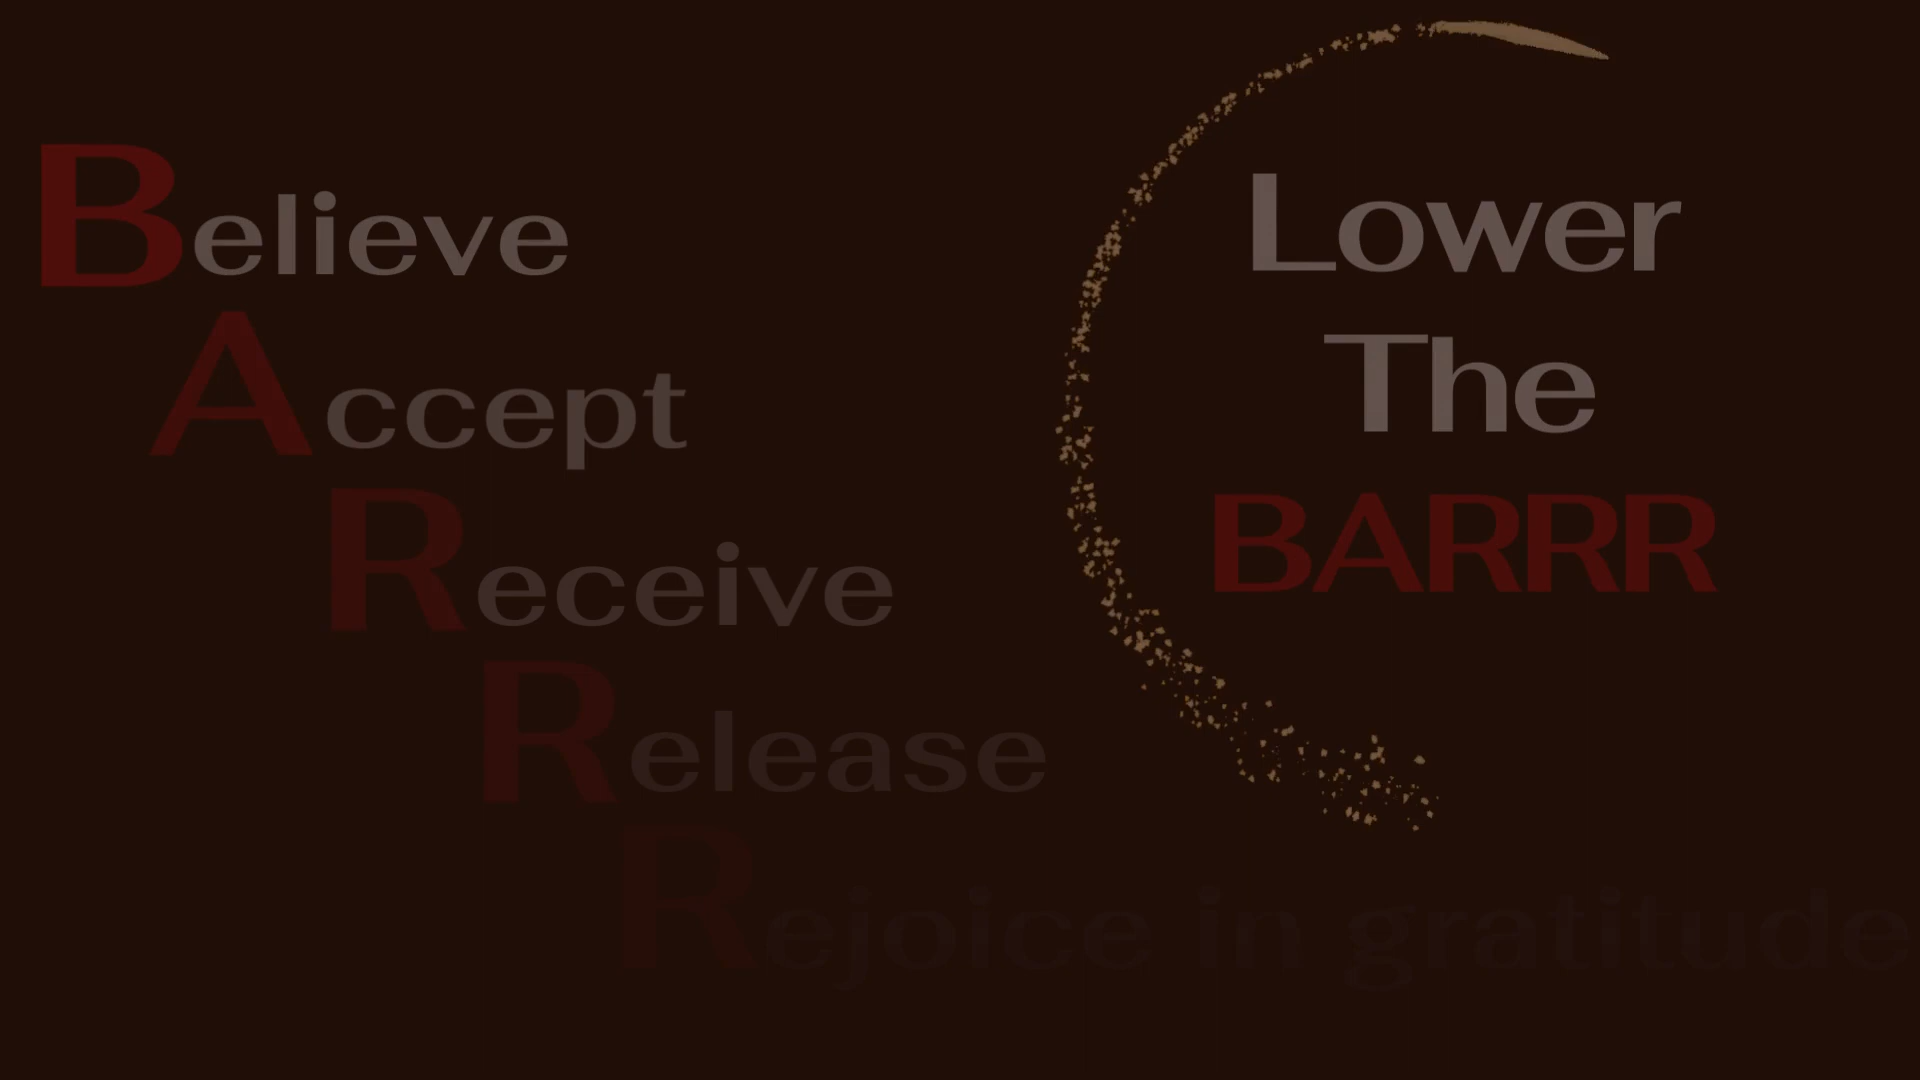 Believe
Accept
Receive
Release
Rejoice in gratitude
Lower
The
BARRR